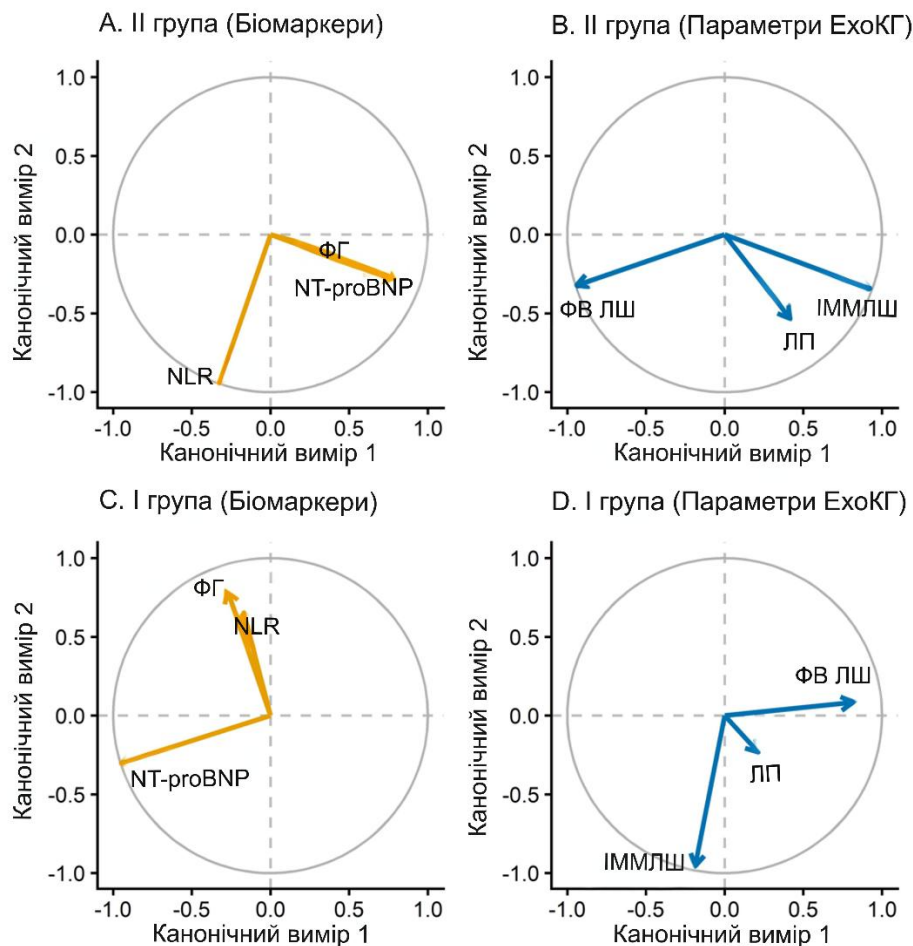 A. II група (Біомаркери)
B. II група (Параметри ЕхоКГ)
Канонічний вимір 2
1.0
0.5
0.0
-0.5
-1.0
ФГ
NT-proBNP
NLR
-1.0 -0.5 0.0 0.5 1.0
Канонічний вимір 1
Канонічний вимір 2
1.0
0.5
0.0
-0.5
-1.0
ФВ ЛШ
ІММЛШ
ЛП
-1.0 -0.5 0.0 0.5 1.0
Канонічний вимір 1
C. I група (Біомаркери)
D. I група (Параметри ЕхоКГ)
Канонічний вимір 2
1.0
0.5
0.0
-0.5
-1.0
ФГ
NLR
NT-proBNP
-1.0 -0.5 0.0 0.5 1.0
Канонічний вимір 1
Канонічний вимір 2
1.0
0.5
0.0
-0.5
-1.0
ФВ ЛШ
ЛП
ІММЛШ
-1.0 -0.5 0.0 0.5 1.0
Канонічний вимір 1